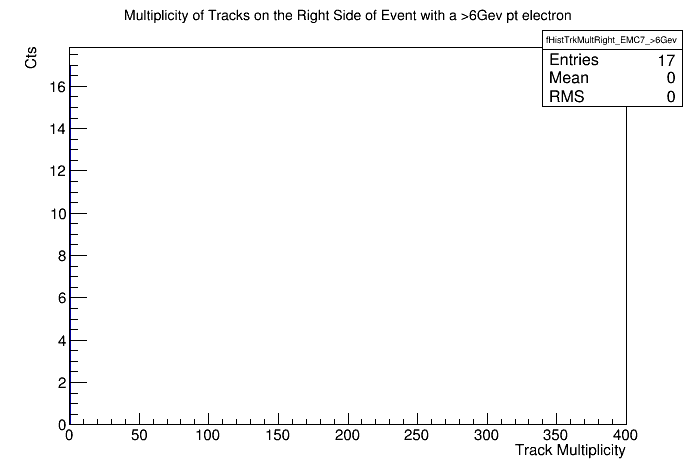 Multiplicity of Tracks on the Right Side of Event with a >6Gev pt electron
fHistTrkMultRight_EMC7_>6Gev
Entries 17
Mean 0
RMS 0
Cts
16
14
12
10
8
6
4
2
0
0 50 100 150 200 250 300 350 400
Track Multiplicity